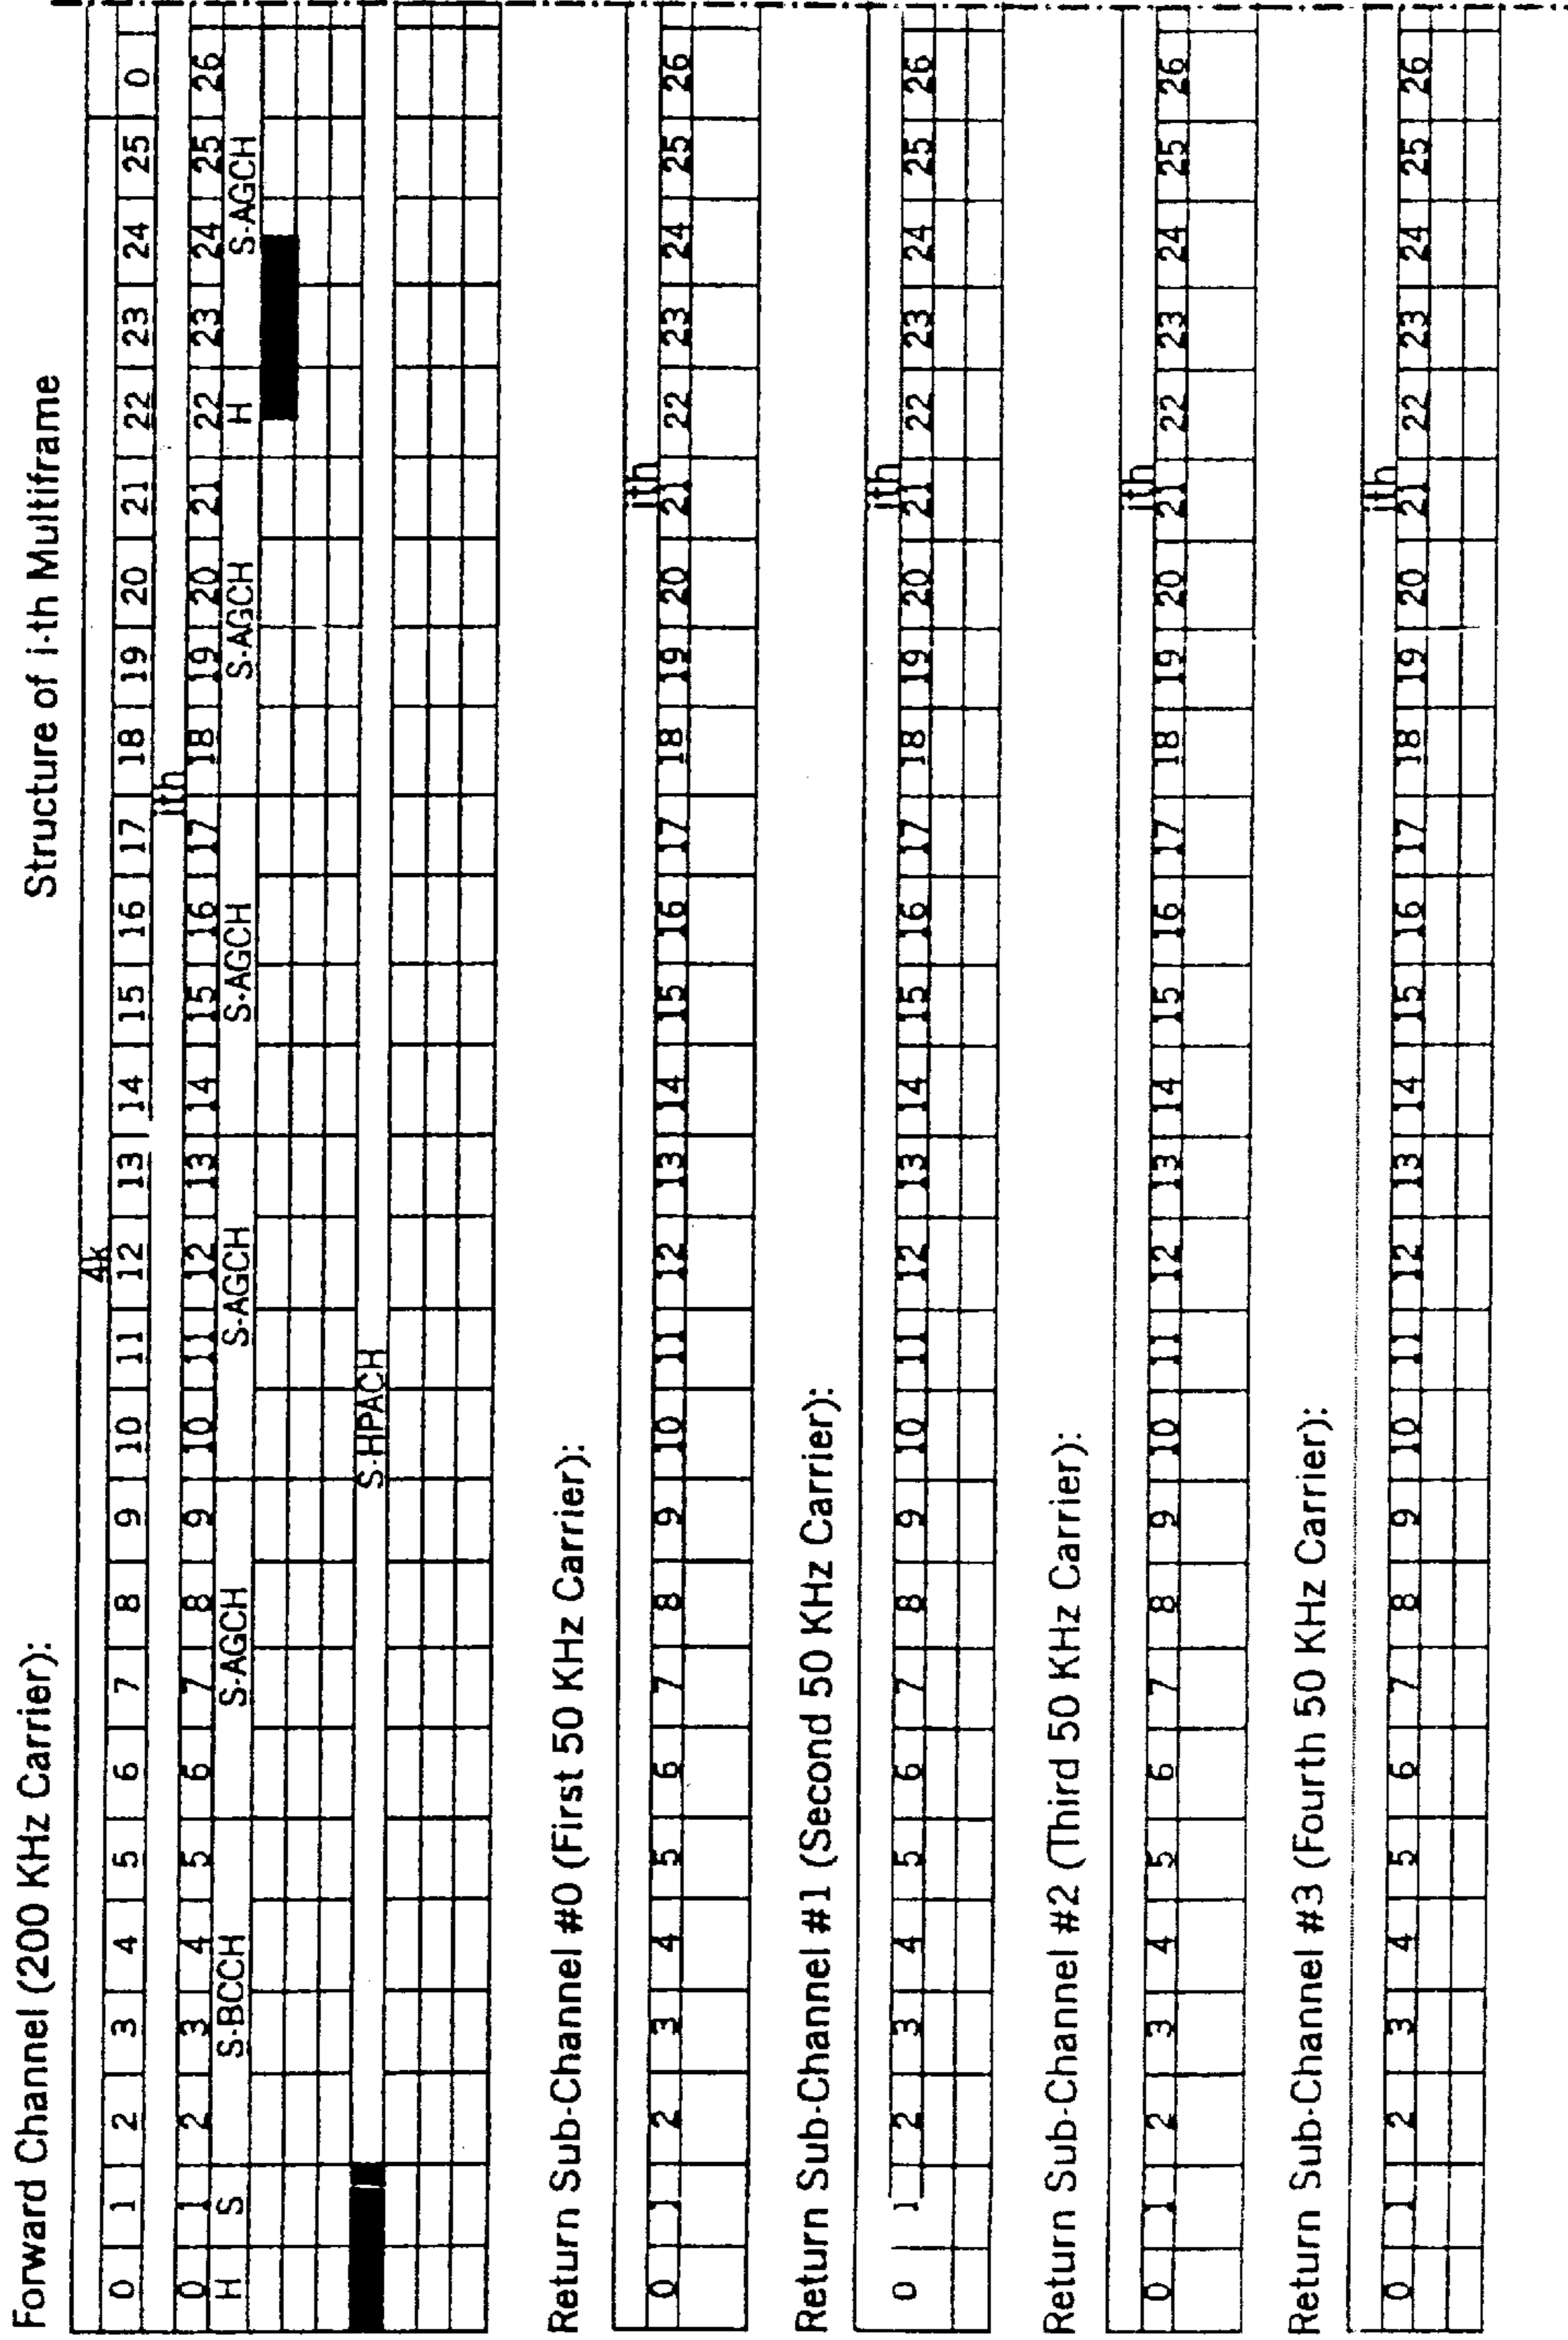 Structure of i-th Multiframe
Forward Channel (200 KHz Carrier):
4k
0 1 2 3 4 5 6 7 8 9 10 11 12 13 14 15 16 17 18 19 20 21 22 23 24 25 0
ith
0 1 2 3 4 5 6 7 8 9 10 11 12 13 14 15 16 17 18 19 20 21 22 23 24 25 26
H S S-BCCH S-AGCH S-AGCH S-AGCH S-AGCH H S-AGCH
S-HPACH
Return Sub-Channel #0 (First 50 KHz Carrier):
ith
0 1 2 3 4 5 6 7 8 9 10 11 12 13 14 15 16 17 18 19 20 21 22 23 24 25 26
Return Sub-Channel #1 (Second 50 KHz Carrier):
ith
0 1 2 3 4 5 6 7 8 9 10 11 12 13 14 15 16 17 18 19 20 21 22 23 24 25 26
Return Sub-Channel #2 (Third 50 KHz Carrier):
ith
0 1 2 3 4 5 6 7 8 9 10 11 12 13 14 15 16 17 18 19 20 21 22 23 24 25 26
Return Sub-Channel #3 (Fourth 50 KHz Carrier):
ith
0 1 2 3 4 5 6 7 8 9 10 11 12 13 14 15 16 17 18 19 20 21 22 23 24 25 26